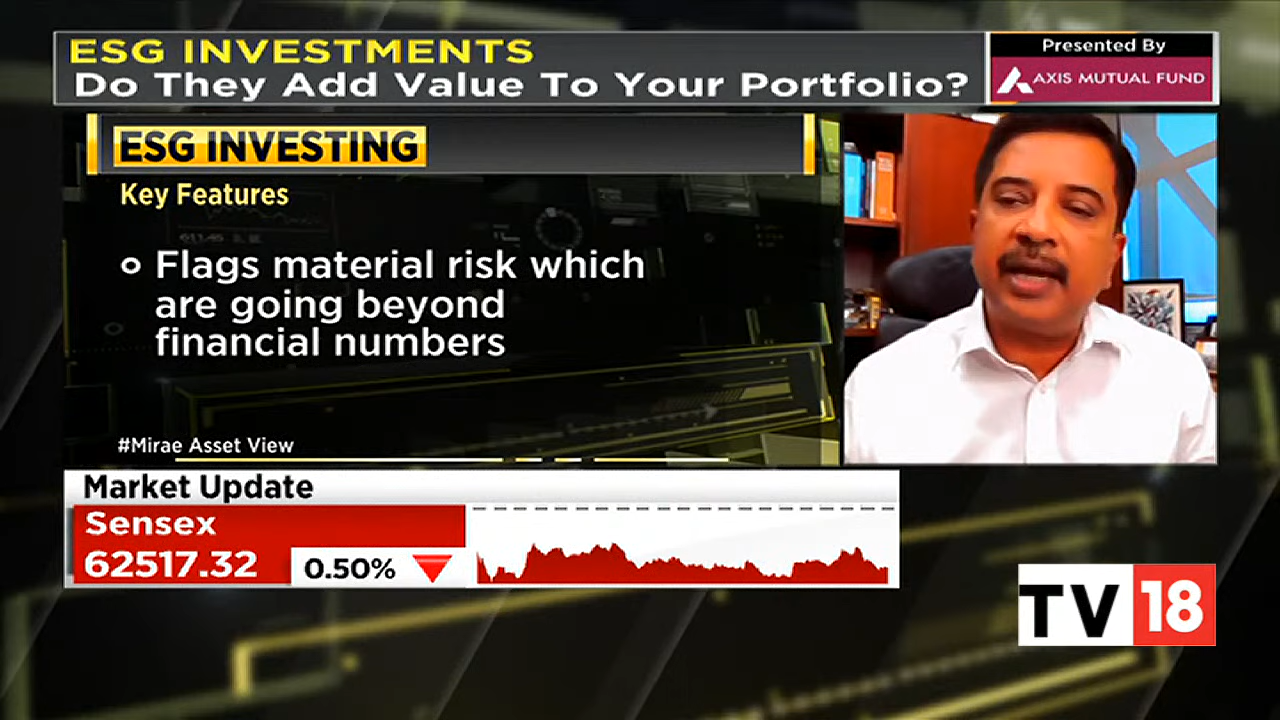 ESG INVESTMENTS
Do They Add Value To Your Portfolio?
Presented By
AXIS MUTUAL FUND
ESG INVESTING
Key Features
Flags material risk which
are going beyond
financial numbers
#Mirae Asset View
Market Update
Sensex
62517.32
0.50%
TV18